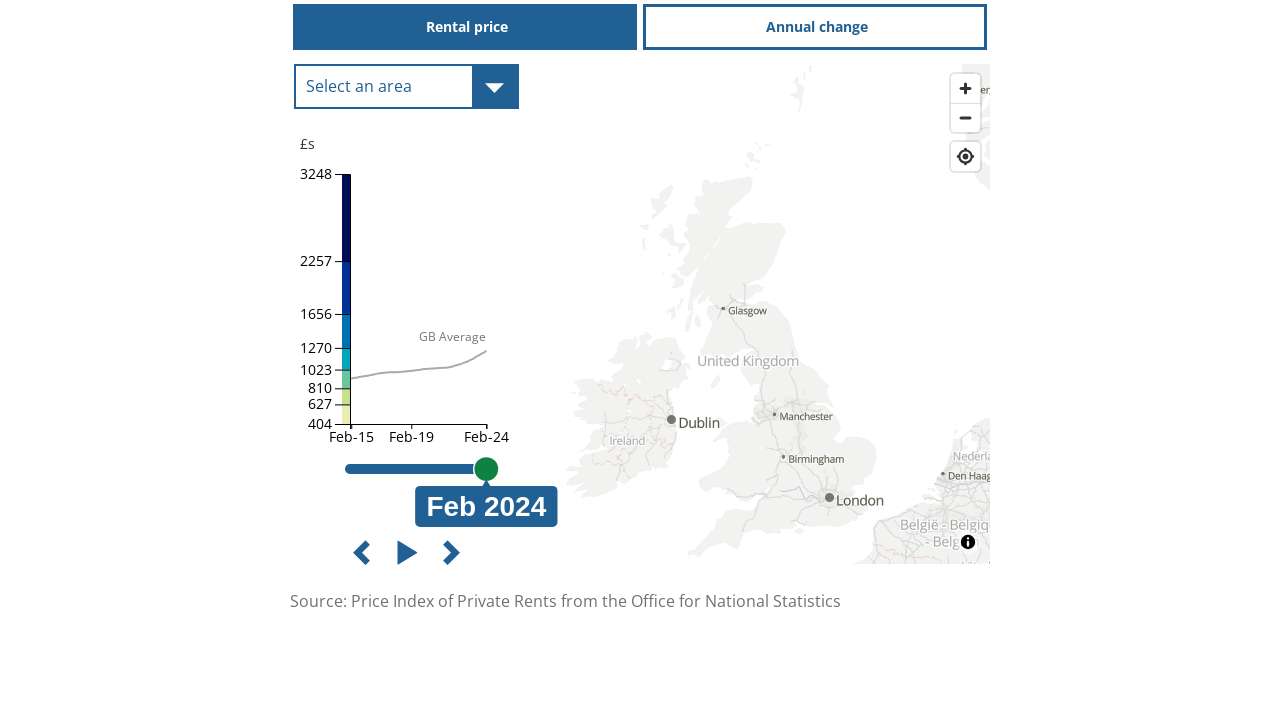 Rental price
Annual change
Select an area
£s
3248
2257
1656
1270
1023
810
627
404
GB Average
Feb-15
Feb-19
Feb-24
Feb 2024
Glasgow
United Kingdom
Dublin
Ireland
Manchester
Birmingham
London
Nederla
Den Haag
België - Belgiq
- Belg
Source: Price Index of Private Rents from the Office for National Statistics